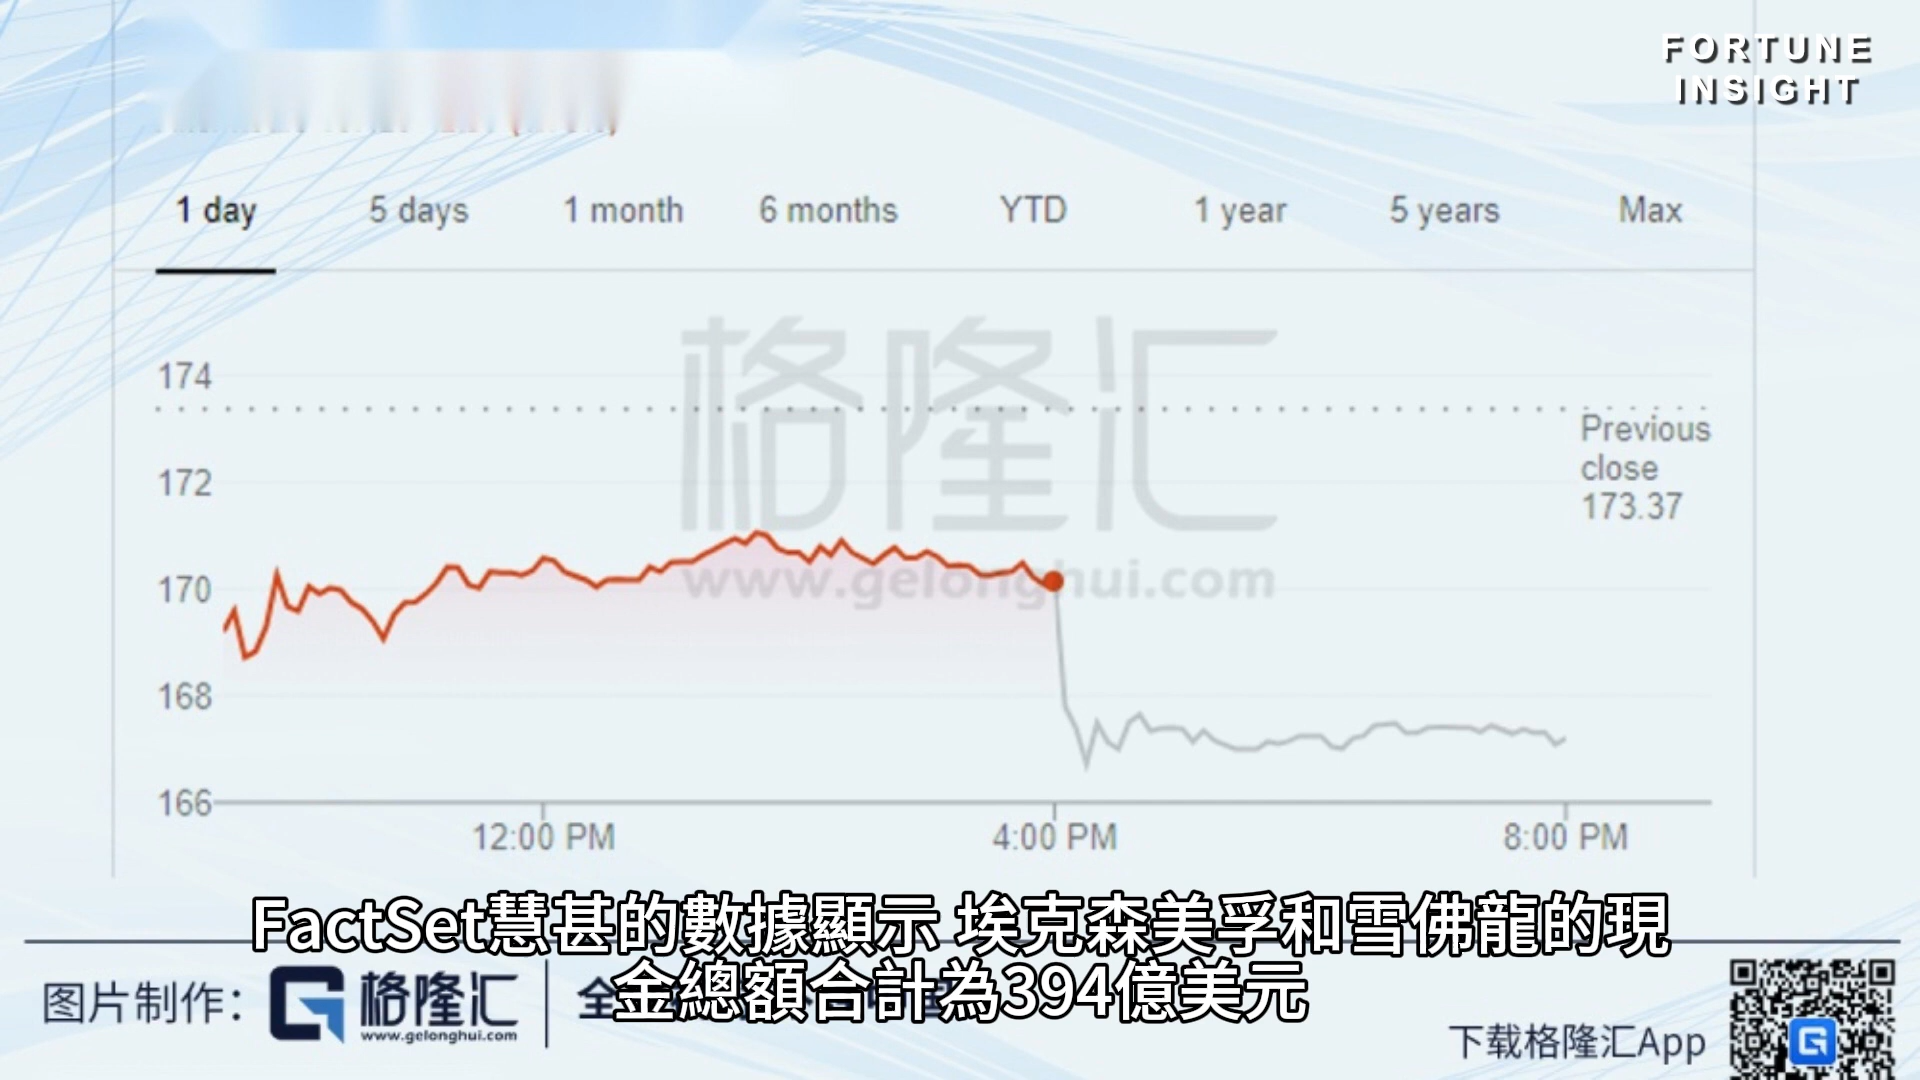 FORTUNE
INSIGHT
1 day 5 days 1 month 6 months YTD 1 year 5 years Max
174
172
170
168
166
Previous
close
173.37
格隆汇
www.gelonghui.com
12:00 PM 4:00 PM 8:00 PM
FactSet慧甚的數據顯示 埃克森美孚和雪佛龍的現
金總額合計為394億美元
图片制作：
格隆汇
www.gelonghui.com
全
下载格隆汇App